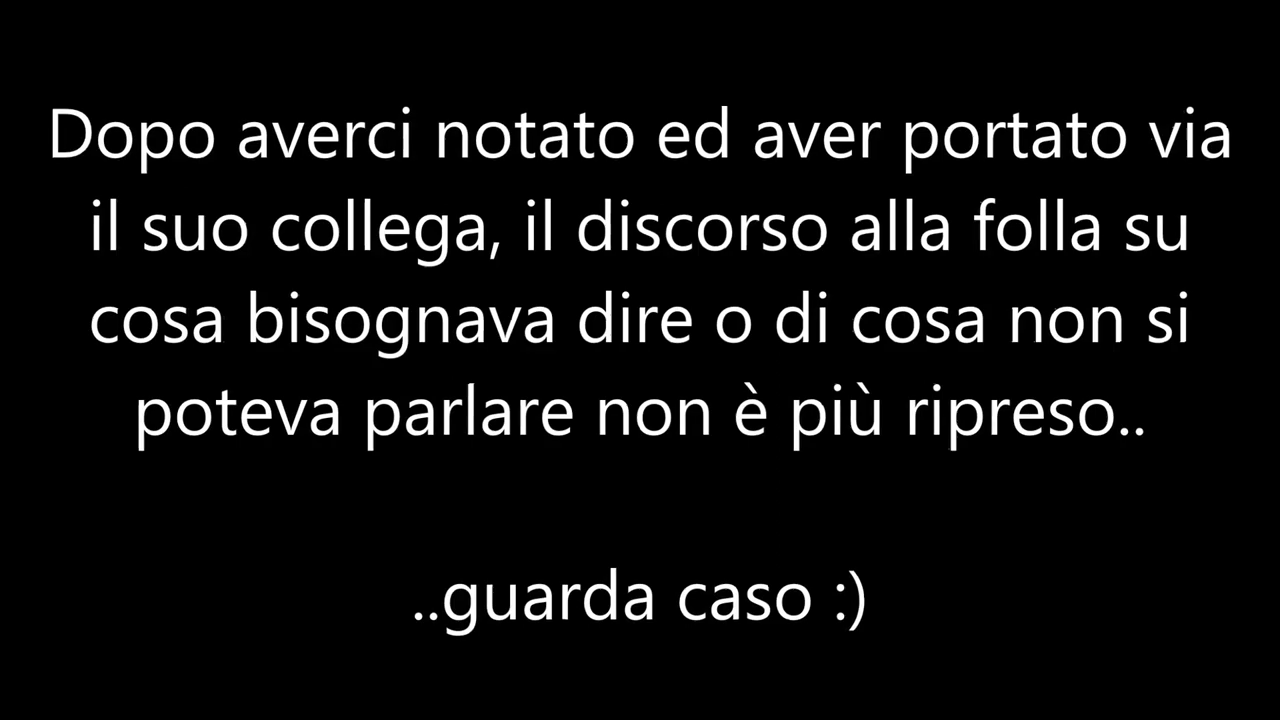 Dopo averci notato ed aver portato via
il suo collega, il discorso alla folla su
cosa bisognava dire o di cosa non si
poteva parlare non è più ripreso..
..guarda caso :)